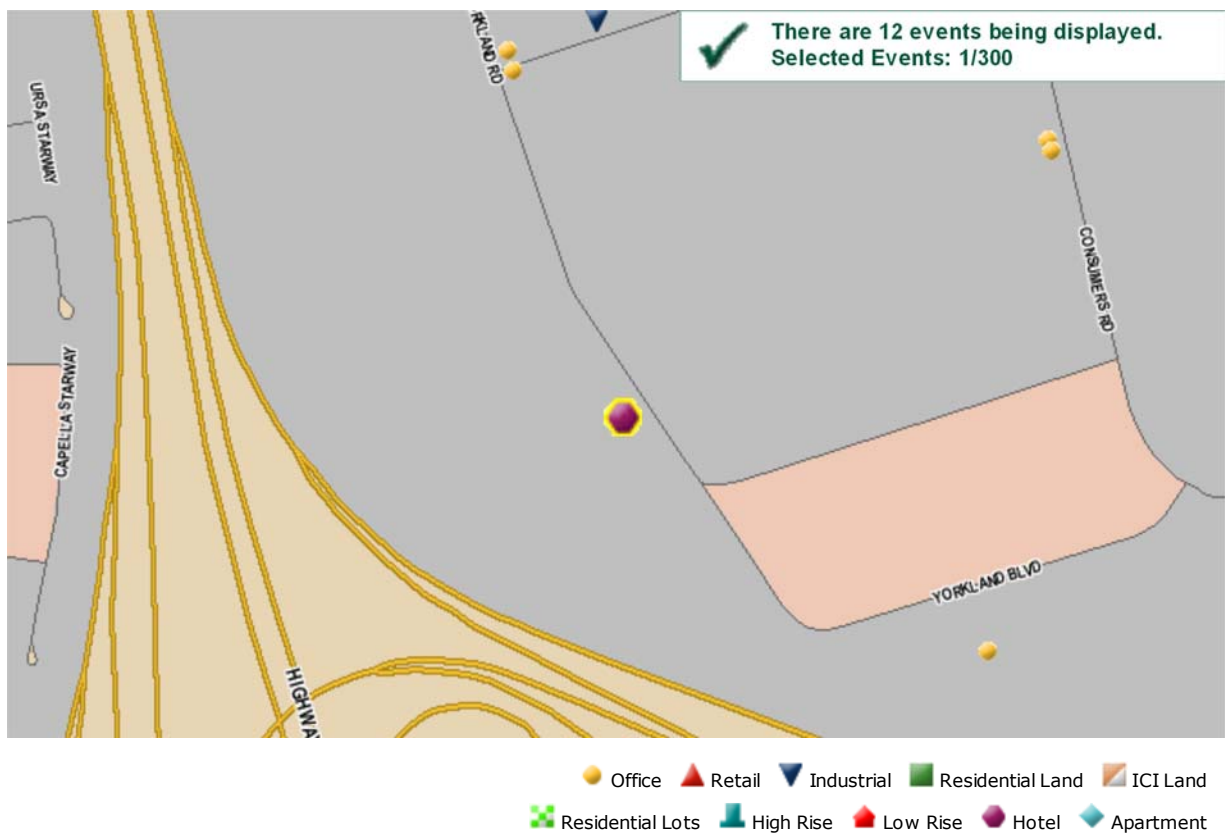 There are 12 events being displayed.
Selected Events: 1/300
RKLAND RD
URSA STARWAY
CONSUMERS RD
CAPELLA STARWAY
YORKLAND BLVD
HIGHWA
Office Retail Industrial Residential Land ICI Land
Residential Lots High Rise Low Rise Hotel Apartment